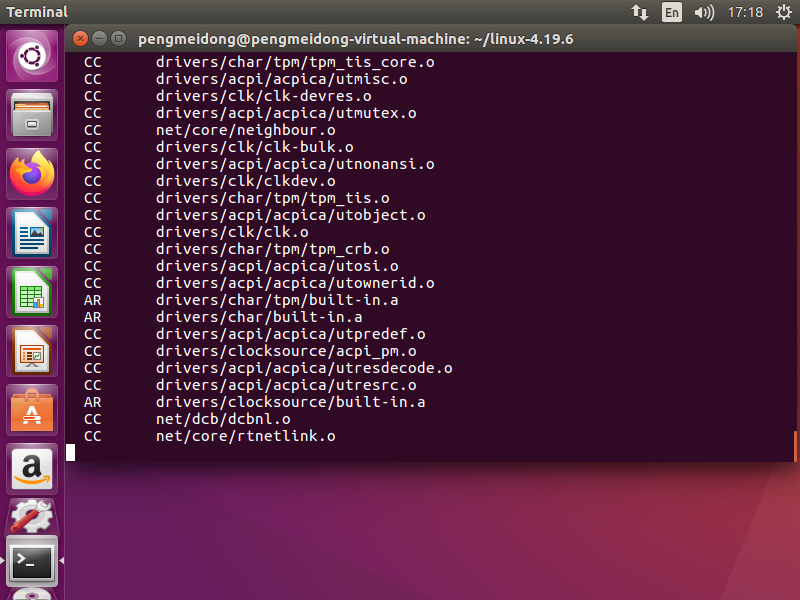 Terminal
En
17:18
pengmeidong@pengmeidong-virtual-machine: ~/linux-4.19.6
CC drivers/char/tpm/tpm_tis_core.o
CC drivers/acpi/acpica/utmisc.o
CC drivers/clk/clk-devres.o
CC drivers/acpi/acpica/utmutex.o
CC net/core/neighbour.o
CC drivers/clk/clk-bulk.o
CC drivers/acpi/acpica/utnonansi.o
CC drivers/clk/clkdev.o
CC drivers/char/tpm/tpm_tis.o
CC drivers/acpi/acpica/utobject.o
CC drivers/clk/clk.o
CC drivers/char/tpm/tpm_crb.o
CC drivers/acpi/acpica/utosi.o
CC drivers/acpi/acpica/utownerid.o
AR drivers/char/tpm/built-in.a
AR drivers/char/built-in.a
CC drivers/acpi/acpica/utpredef.o
CC drivers/clocksource/acpi_pm.o
CC drivers/acpi/acpica/utresdecode.o
CC drivers/acpi/acpica/utresrc.o
AR drivers/clocksource/built-in.a
CC net/dcb/dcbnl.o
CC net/core/rtnetlink.o
A
a
>_